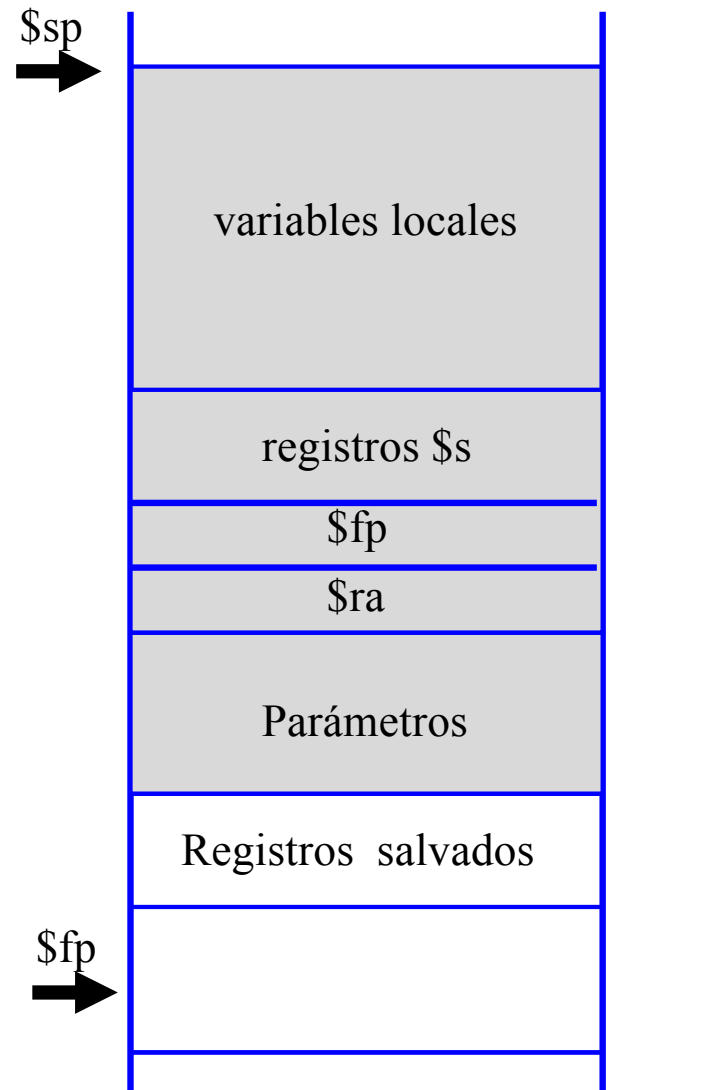 $sp
variables locales
registros $s
$fp
$ra
Parámetros
Registros salvados
$fp